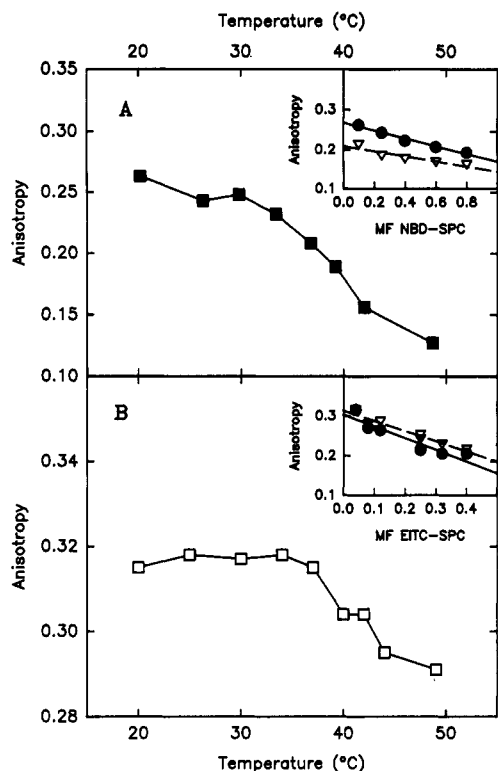 Temperature (°C)
20 30 40 50
0.35
0.30
0.25
0.20
0.15
0.10
Anisotropy
A
0.3
0.2
0.1
Anisotropy
0.0 0.2 0.4 0.6 0.8
MF NBD-SPC
0.34
0.32
0.30
0.28
Anisotropy
B
0.3
0.2
0.1
Anisotropy
0.0 0.1 0.2 0.3 0.4
MF EITC-SPC
20 30 40 50
Temperature (°C)